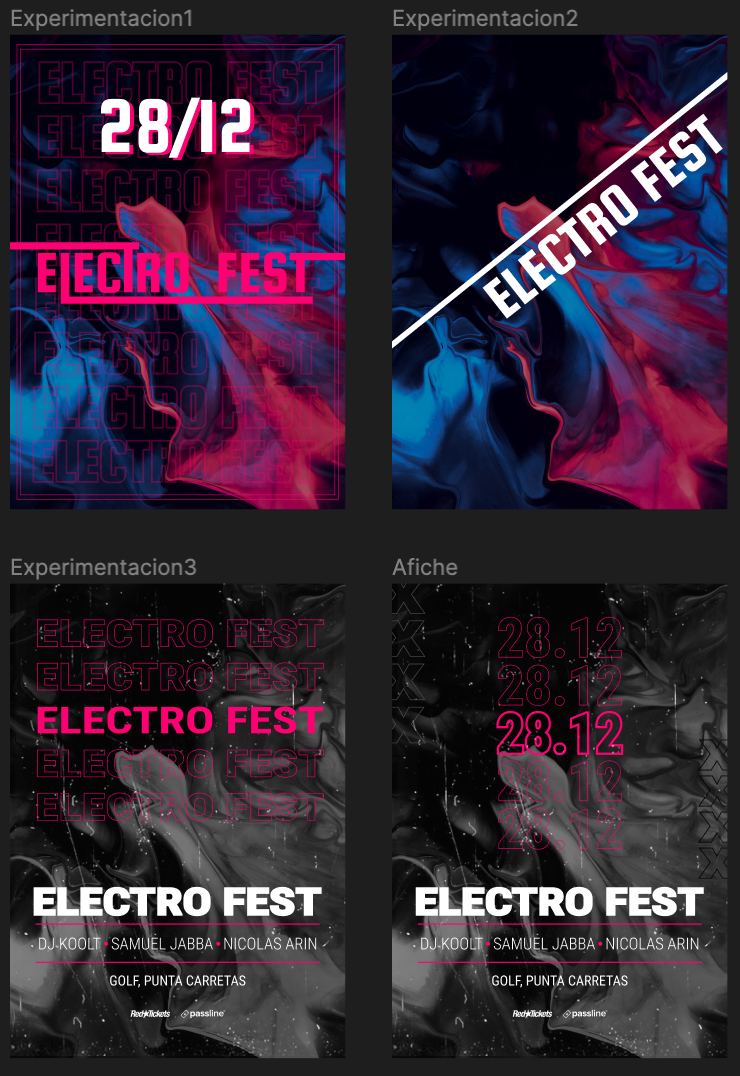 Experimentacion1
ELECTRO FEST
28/12
ELECTRO FEST
ELECTRO FEST
ELECTRO FEST
ELECTRO FEST
ELECTRO FEST
ELECTRO FEST
ELECTRO FEST
ELECTRO FEST
ELECTRO FEST
Experimentacion2
ELECTRO FEST
Experimentacion3
ELECTRO FEST
ELECTRO FEST
ELECTRO FEST
ELECTRO FEST
ELECTRO FEST
ELECTRO FEST
DJ-KOOLT • SAMUEL JABBA • NICOLAS ARIN
GOLF, PUNTA CARRETAS
RedTickets passline
Afiche
28.12
28.12
28.12
28.12
28.12
ELECTRO FEST
DJ-KOOLT • SAMUEL JABBA • NICOLAS ARIN
GOLF, PUNTA CARRETAS
RedTickets passline